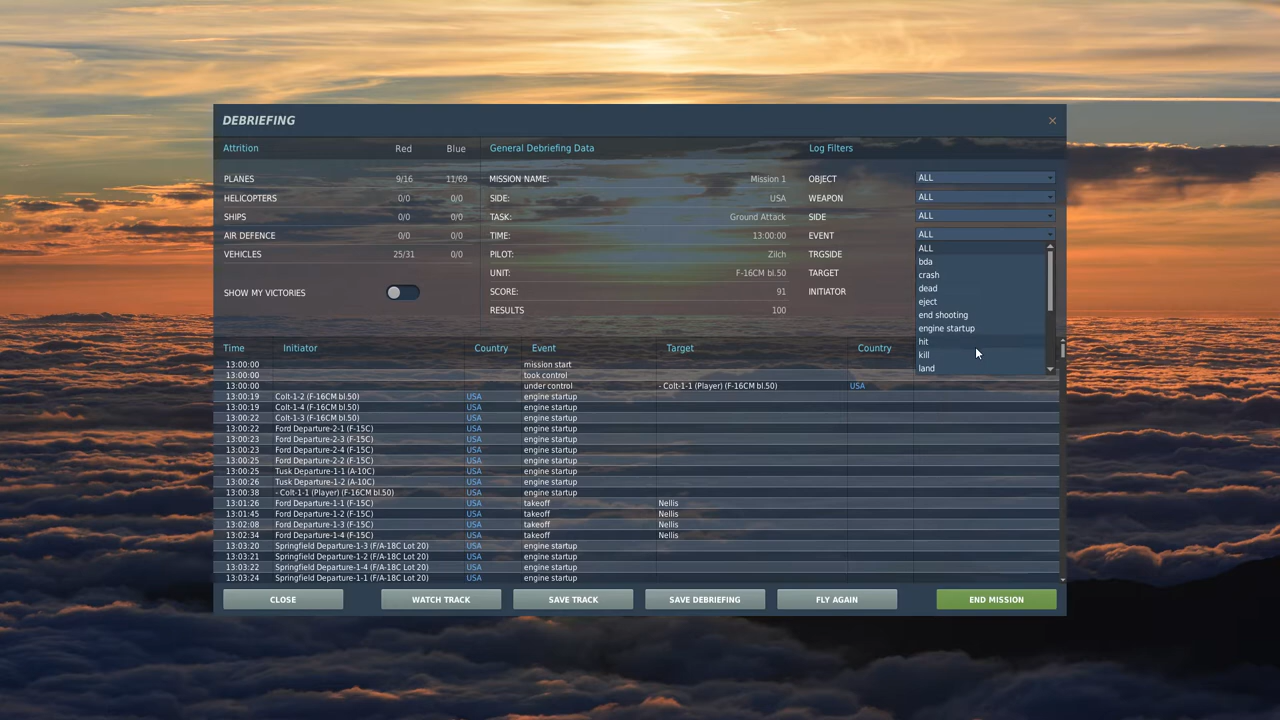 DEBRIEFING ×
Attrition Red Blue General Debriefing Data Log Filters
PLANES 9/16 11/69 MISSION NAME: Mission 1 OBJECT ALL
HELICOPTERS 0/0 0/0 SIDE: USA WEAPON ALL
SHIPS 0/0 0/0 TASK: Ground Attack SIDE ALL
AIR DEFENCE 0/0 0/0 TIME: 13:00:00 EVENT ALL
VEHICLES 25/31 0/0 PILOT: Zilch TRGSIDE
UNIT: F-16CM bl.50 TARGET
SHOW MY VICTORIES SCORE: 91 INITIATOR
RESULTS 100
ALL
bda
crash
dead
eject
end shooting
engine startup
hit
kill
land
Time Initiator Country Event Target Country
13:00:00 mission start
13:00:00 took control
13:00:00 under control - Colt-1-1 (Player) (F-16CM bl.50) USA
13:00:19 Colt-1-2 (F-16CM bl.50) USA engine startup
13:00:19 Colt-1-4 (F-16CM bl.50) USA engine startup
13:00:22 Colt-1-3 (F-16CM bl.50) USA engine startup
13:00:22 Ford Departure-2-1 (F-15C) USA engine startup
13:00:23 Ford Departure-2-3 (F-15C) USA engine startup
13:00:23 Ford Departure-2-4 (F-15C) USA engine startup
13:00:25 Ford Departure-2-2 (F-15C) USA engine startup
13:00:25 Tusk Departure-1-1 (A-10C) USA engine startup
13:00:26 Tusk Departure-1-2 (A-10C) USA engine startup
13:00:38 - Colt-1-1 (Player) (F-16CM bl.50) USA engine startup
13:01:26 Ford Departure-1-1 (F-15C) USA takeoff Nellis
13:01:45 Ford Departure-1-2 (F-15C) USA takeoff Nellis
13:02:08 Ford Departure-1-3 (F-15C) USA takeoff Nellis
13:02:34 Ford Departure-1-4 (F-15C) USA takeoff Nellis
13:03:20 Springfield Departure-1-3 (F/A-18C Lot 20) USA engine startup
13:03:21 Springfield Departure-1-2 (F/A-18C Lot 20) USA engine startup
13:03:22 Springfield Departure-1-4 (F/A-18C Lot 20) USA engine startup
13:03:24 Springfield Departure-1-1 (F/A-18C Lot 20) USA engine startup
CLOSE WATCH TRACK SAVE TRACK SAVE DEBRIEFING FLY AGAIN END MISSION